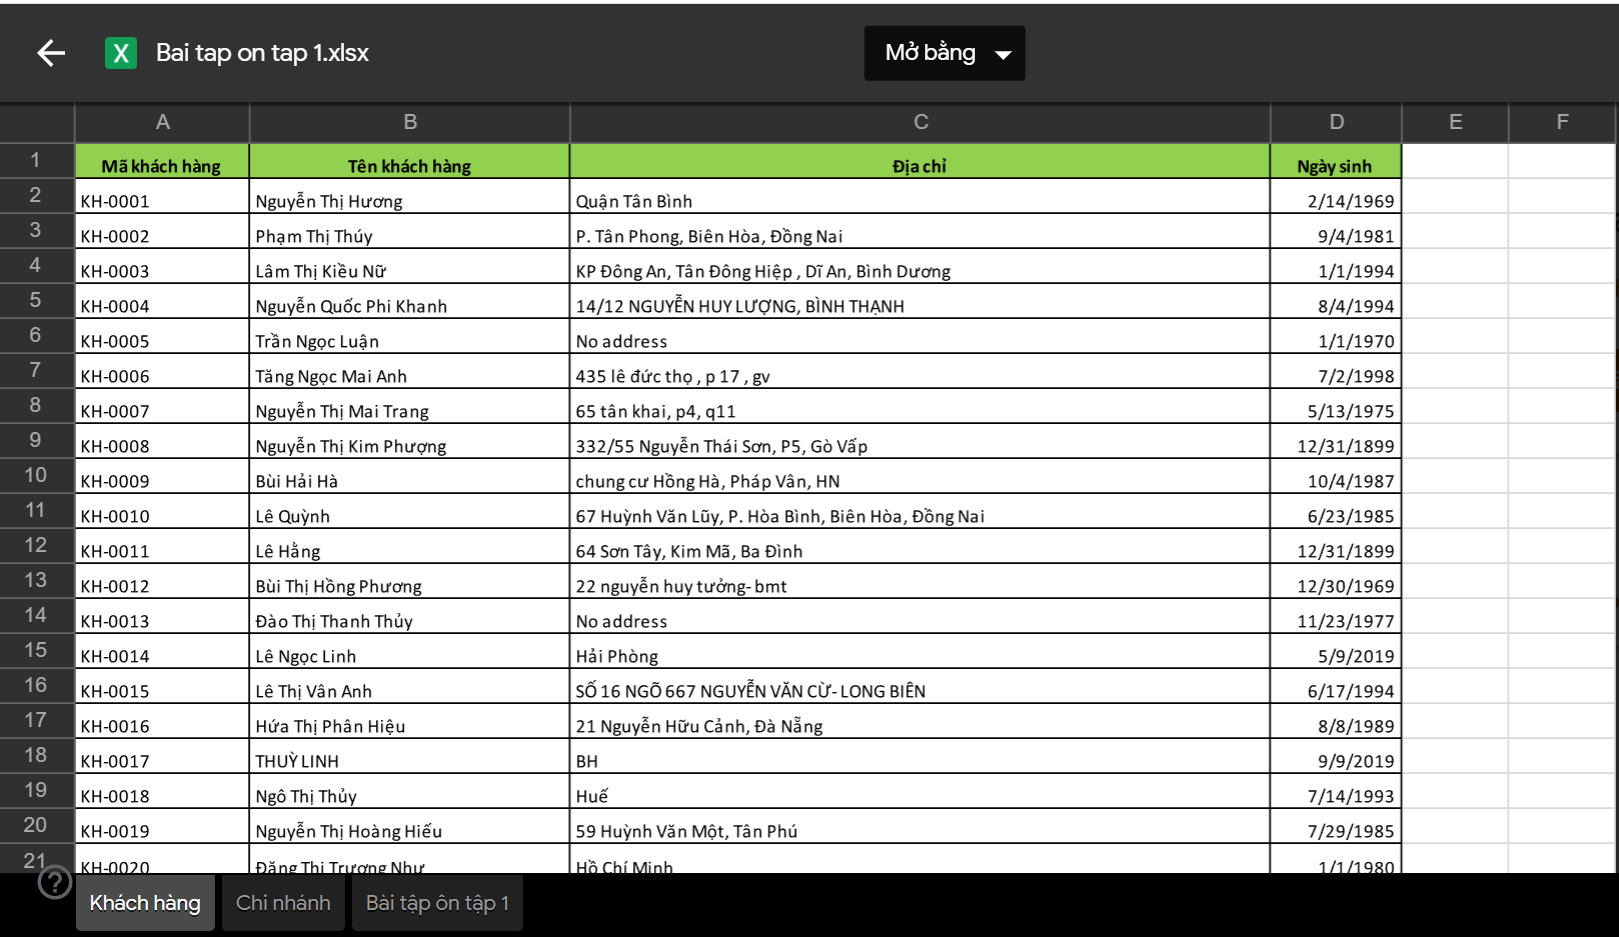 Bai tap on tap 1.xlsx Mở bằng
A B C D E F
1 Mã khách hàng Tên khách hàng Địa chỉ Ngày sinh
2 KH-0001 Nguyễn Thị Hương Quận Tân Bình 2/14/1969
3 KH-0002 Phạm Thị Thúy P. Tân Phong, Biên Hòa, Đồng Nai 9/4/1981
4 KH-0003 Lâm Thị Kiều Nữ KP Đông An, Tân Đông Hiệp , Dĩ An, Bình Dương 1/1/1994
5 KH-0004 Nguyễn Quốc Phi Khanh 14/12 NGUYỄN HUY LƯỢNG, BÌNH THẠNH 8/4/1994
6 KH-0005 Trần Ngọc Luận No address 1/1/1970
7 KH-0006 Tăng Ngọc Mai Anh 435 lê đức thọ , p 17 , gv 7/2/1998
8 KH-0007 Nguyễn Thị Mai Trang 65 tân khai, p4, q11 5/13/1975
9 KH-0008 Nguyễn Thị Kim Phượng 332/55 Nguyễn Thái Sơn, P5, Gò Vấp 12/31/1899
10 KH-0009 Bùi Hải Hà chung cư Hồng Hà, Pháp Vân, HN 10/4/1987
11 KH-0010 Lê Quỳnh 67 Huỳnh Văn Lũy, P. Hòa Bình, Biên Hòa, Đồng Nai 6/23/1985
12 KH-0011 Lê Hằng 64 Sơn Tây, Kim Mã, Ba Đình 12/31/1899
13 KH-0012 Bùi Thị Hồng Phương 22 nguyễn huy tưởng- bmt 12/30/1969
14 KH-0013 Đào Thị Thanh Thủy No address 11/23/1977
15 KH-0014 Lê Ngọc Linh Hải Phòng 5/9/2019
16 KH-0015 Lê Thị Vân Anh SỐ 16 NGÕ 667 NGUYỄN VĂN CỪ- LONG BIÊN 6/17/1994
17 KH-0016 Hứa Thị Phân Hiệu 21 Nguyễn Hữu Cảnh, Đà Nẵng 8/8/1989
18 KH-0017 THUỲ LINH BH 9/9/2019
19 KH-0018 Ngô Thị Thủy Huế 7/14/1993
20 KH-0019 Nguyễn Thị Hoàng Hiếu 59 Huỳnh Văn Một, Tân Phú 7/29/1985
21 KH-0020 Đặng Thị Trương Như Hồ Chí Minh 1/1/1980
Khách hàng Chi nhánh Bài tập ôn tập 1